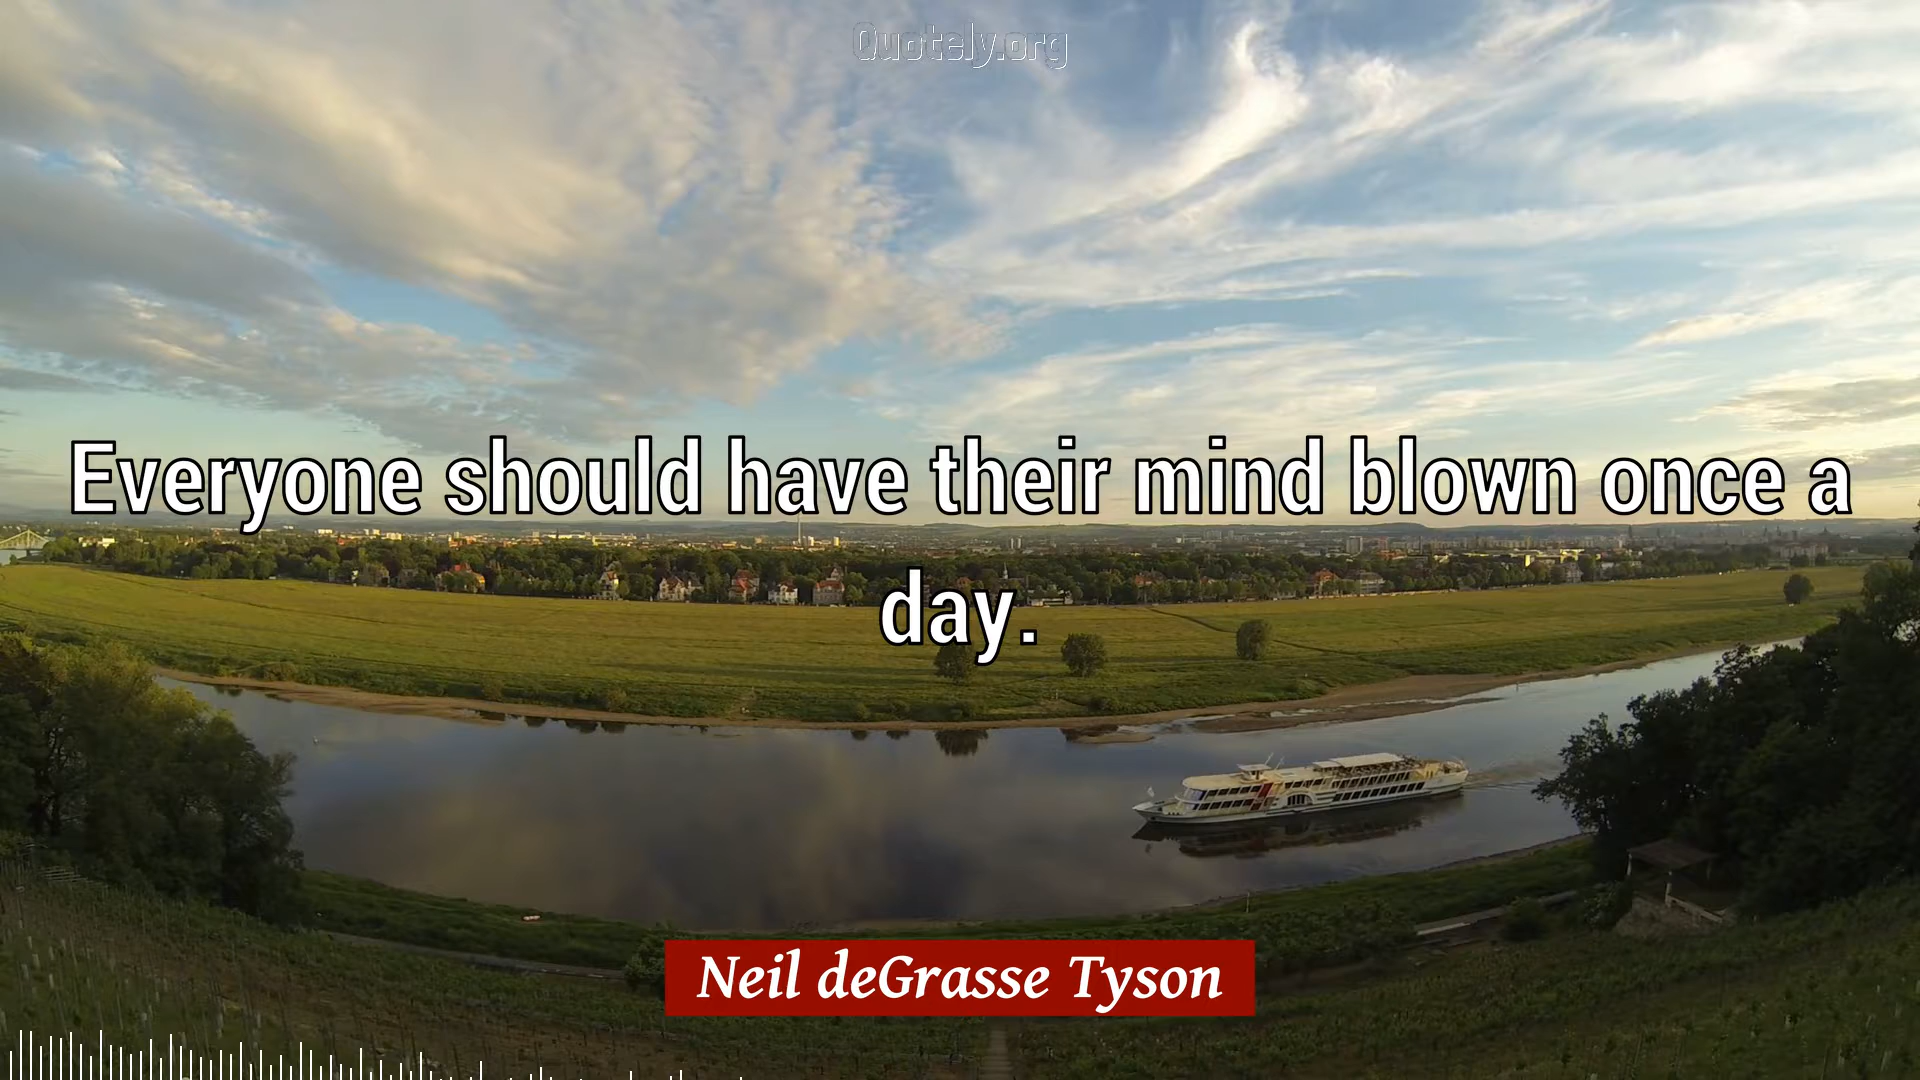 Quotely.org
Everyone should have their mind blown once a
day.
Neil deGrasse Tyson